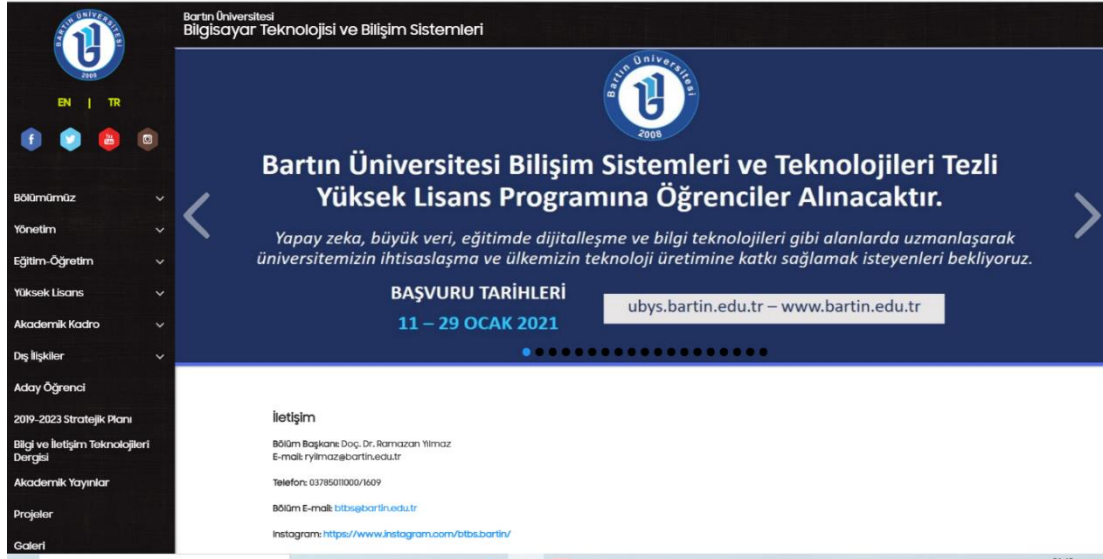 BARTIN ÜNİVERSİTESİ
2008
EN | TR
Bölümümüz
Yönetim
Eğitim-Öğretim
Yüksek Lisans
Akademik Kadro
Dış İlişkiler
Aday Öğrenci
2019-2023 Stratejik Planı
Bilgi ve İletişim Teknolojileri
Dergisi
Akademik Yayınlar
Projeler
Galeri
Bartın Üniversitesi
Bilgisayar Teknolojisi ve Bilişim Sistemleri
Bartın Üniversitesi
2008
Bartın Üniversitesi Bilişim Sistemleri ve Teknolojileri Tezli
Yüksek Lisans Programına Öğrenciler Alınacaktır.
Yapay zeka, büyük veri, eğitimde dijitalleşme ve bilgi teknolojileri gibi alanlarda uzmanlaşarak
üniversitemizin ihtisaslaşma ve ülkemizin teknoloji üretimine katkı sağlamak isteyenleri bekliyoruz.
BAŞVURU TARİHLERİ
11 – 29 OCAK 2021
ubys.bartin.edu.tr – www.bartin.edu.tr
İletişim
Bölüm Başkanı: Doç. Dr. Ramazan Yılmaz
E-mail: ryilmaz@bartin.edu.tr
Telefon: 03785011000/1609
Bölüm E-mail: btbs@bartin.edu.tr
Instagram: https://www.instagram.com/btbs.bartin/